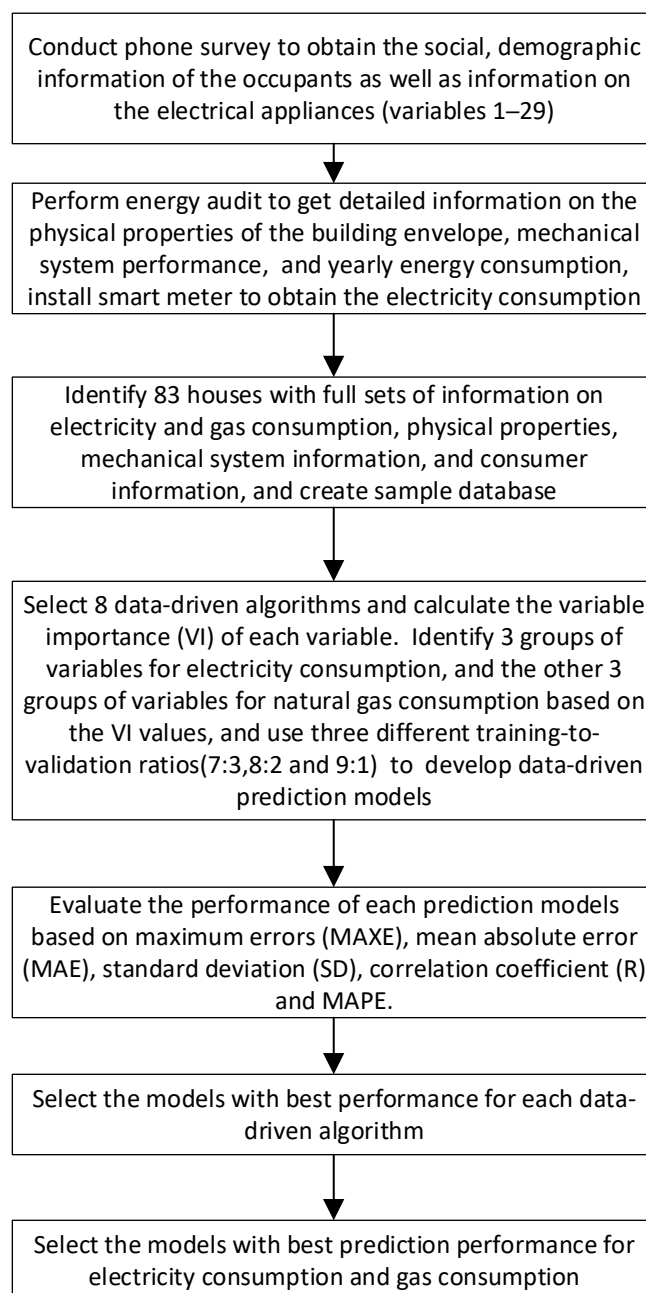 Conduct phone survey to obtain the social, demographic
information of the occupants as well as information on
the electrical appliances (variables 1–29)
Perform energy audit to get detailed information on the
physical properties of the building envelope, mechanical
system performance,  and yearly energy consumption,
install smart meter to obtain the electricity consumption
Identify 83 houses with full sets of information on
electricity and gas consumption, physical properties,
mechanical system information, and consumer
information, and create sample database
Select 8 data-driven algorithms and calculate the variable
importance (VI) of each variable.  Identify 3 groups of
variables for electricity consumption, and the other 3
groups of variables for natural gas consumption based on
the VI values, and use three different training-to-
validation ratios(7:3,8:2 and 9:1)  to  develop data-driven
prediction models
Evaluate the performance of each prediction models
based on maximum errors (MAXE), mean absolute error
(MAE), standard deviation (SD), correlation coefficient (R)
and MAPE.
Select the models with best performance for each data-
driven algorithm
Select the models with best prediction performance for
electricity consumption and gas consumption